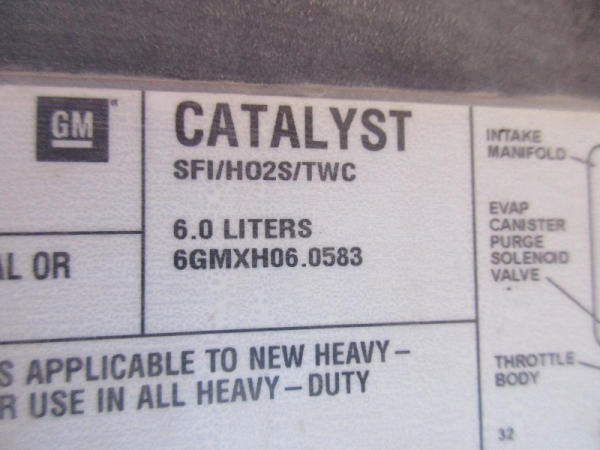 GM
CATALYST
SFI/HO2S/TWC
6.0 LITERS
6GMXH06.0583
AL OR
S APPLICABLE TO NEW HEAVY–
R USE IN ALL HEAVY–DUTY
INTAKE
MANIFOLD
EVAP
CANISTER
PURGE
SOLENOID
VALVE
THROTTLE
BODY
32